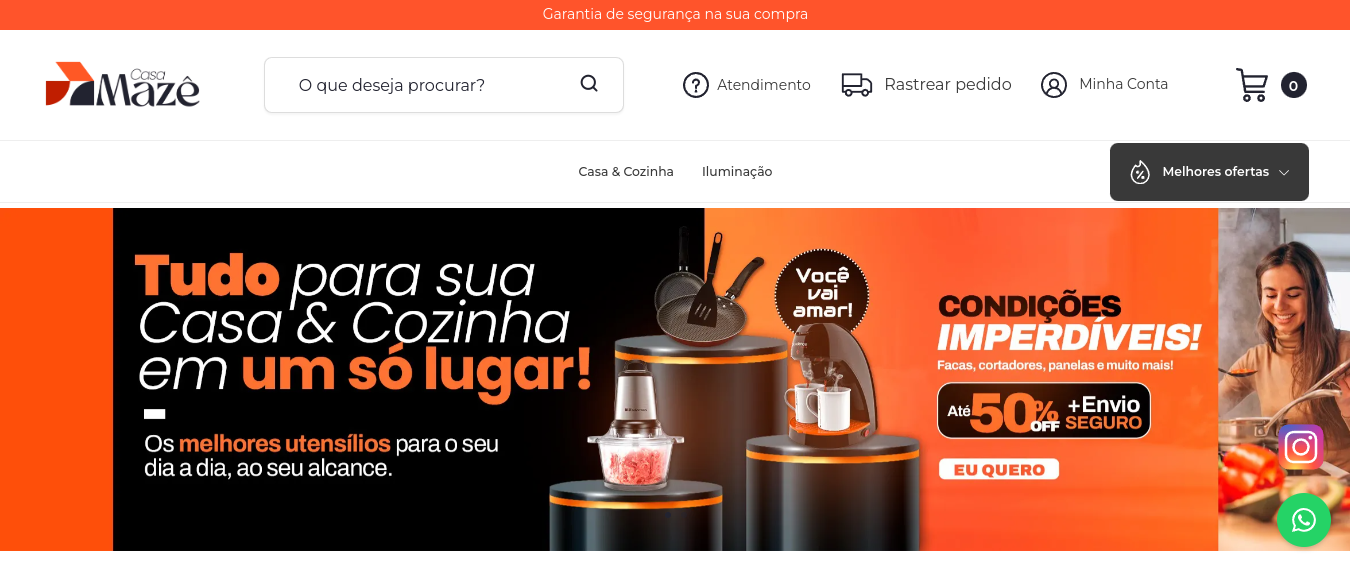 Garantia de segurança na sua compra
Casa
Mazê
O que deseja procurar?
Atendimento
Rastrear pedido
Minha Conta
0
Casa & Cozinha
Iluminação
Melhores ofertas
Tudo para sua
Casa & Cozinha
em um só lugar!
Os melhores utensílios para o seu
dia a dia, ao seu alcance.
Você
vai
amar!
CONDIÇÕES
IMPERDÍVEIS!
Facas, cortadores, panelas e muito mais!
Até 50% OFF
+Envio
SEGURO
EU QUERO